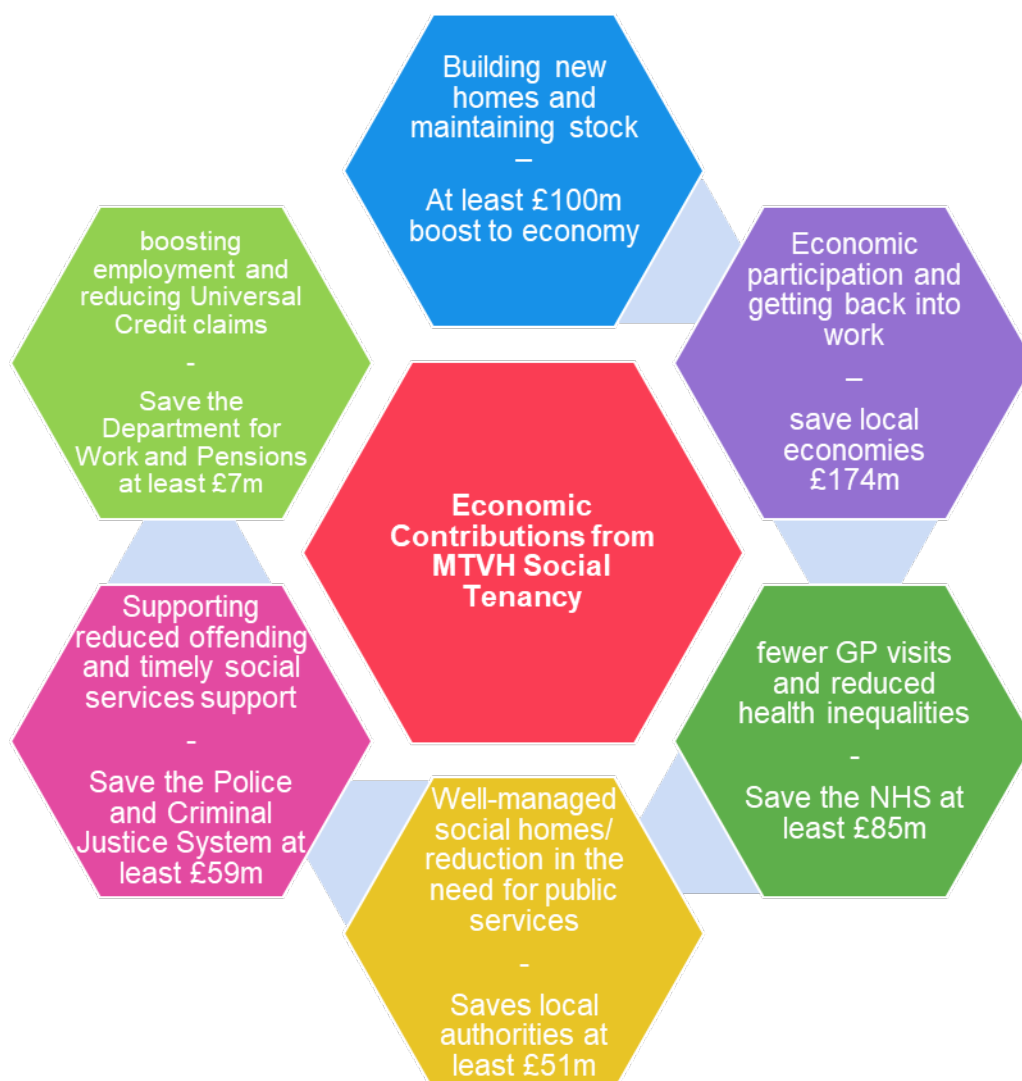 Building new
homes and
maintaining stock
–
At least £100m
boost to economy
Economic
participation and
getting back into
work
–
save local
economies
£174m
fewer GP visits
and reduced
health inequalities
-
Save the NHS at
least £85m
Well-managed
social homes/
reduction in the
need for public
services
-
Saves local
authorities at
least £51m
Supporting
reduced offending
and timely social
services support
-
Save the Police
and Criminal
Justice System at
least £59m
boosting
employment and
reducing Universal
Credit claims
-
Save the
Department for
Work and Pensions
at least £7m
Economic
Contributions from
MTVH Social
Tenancy